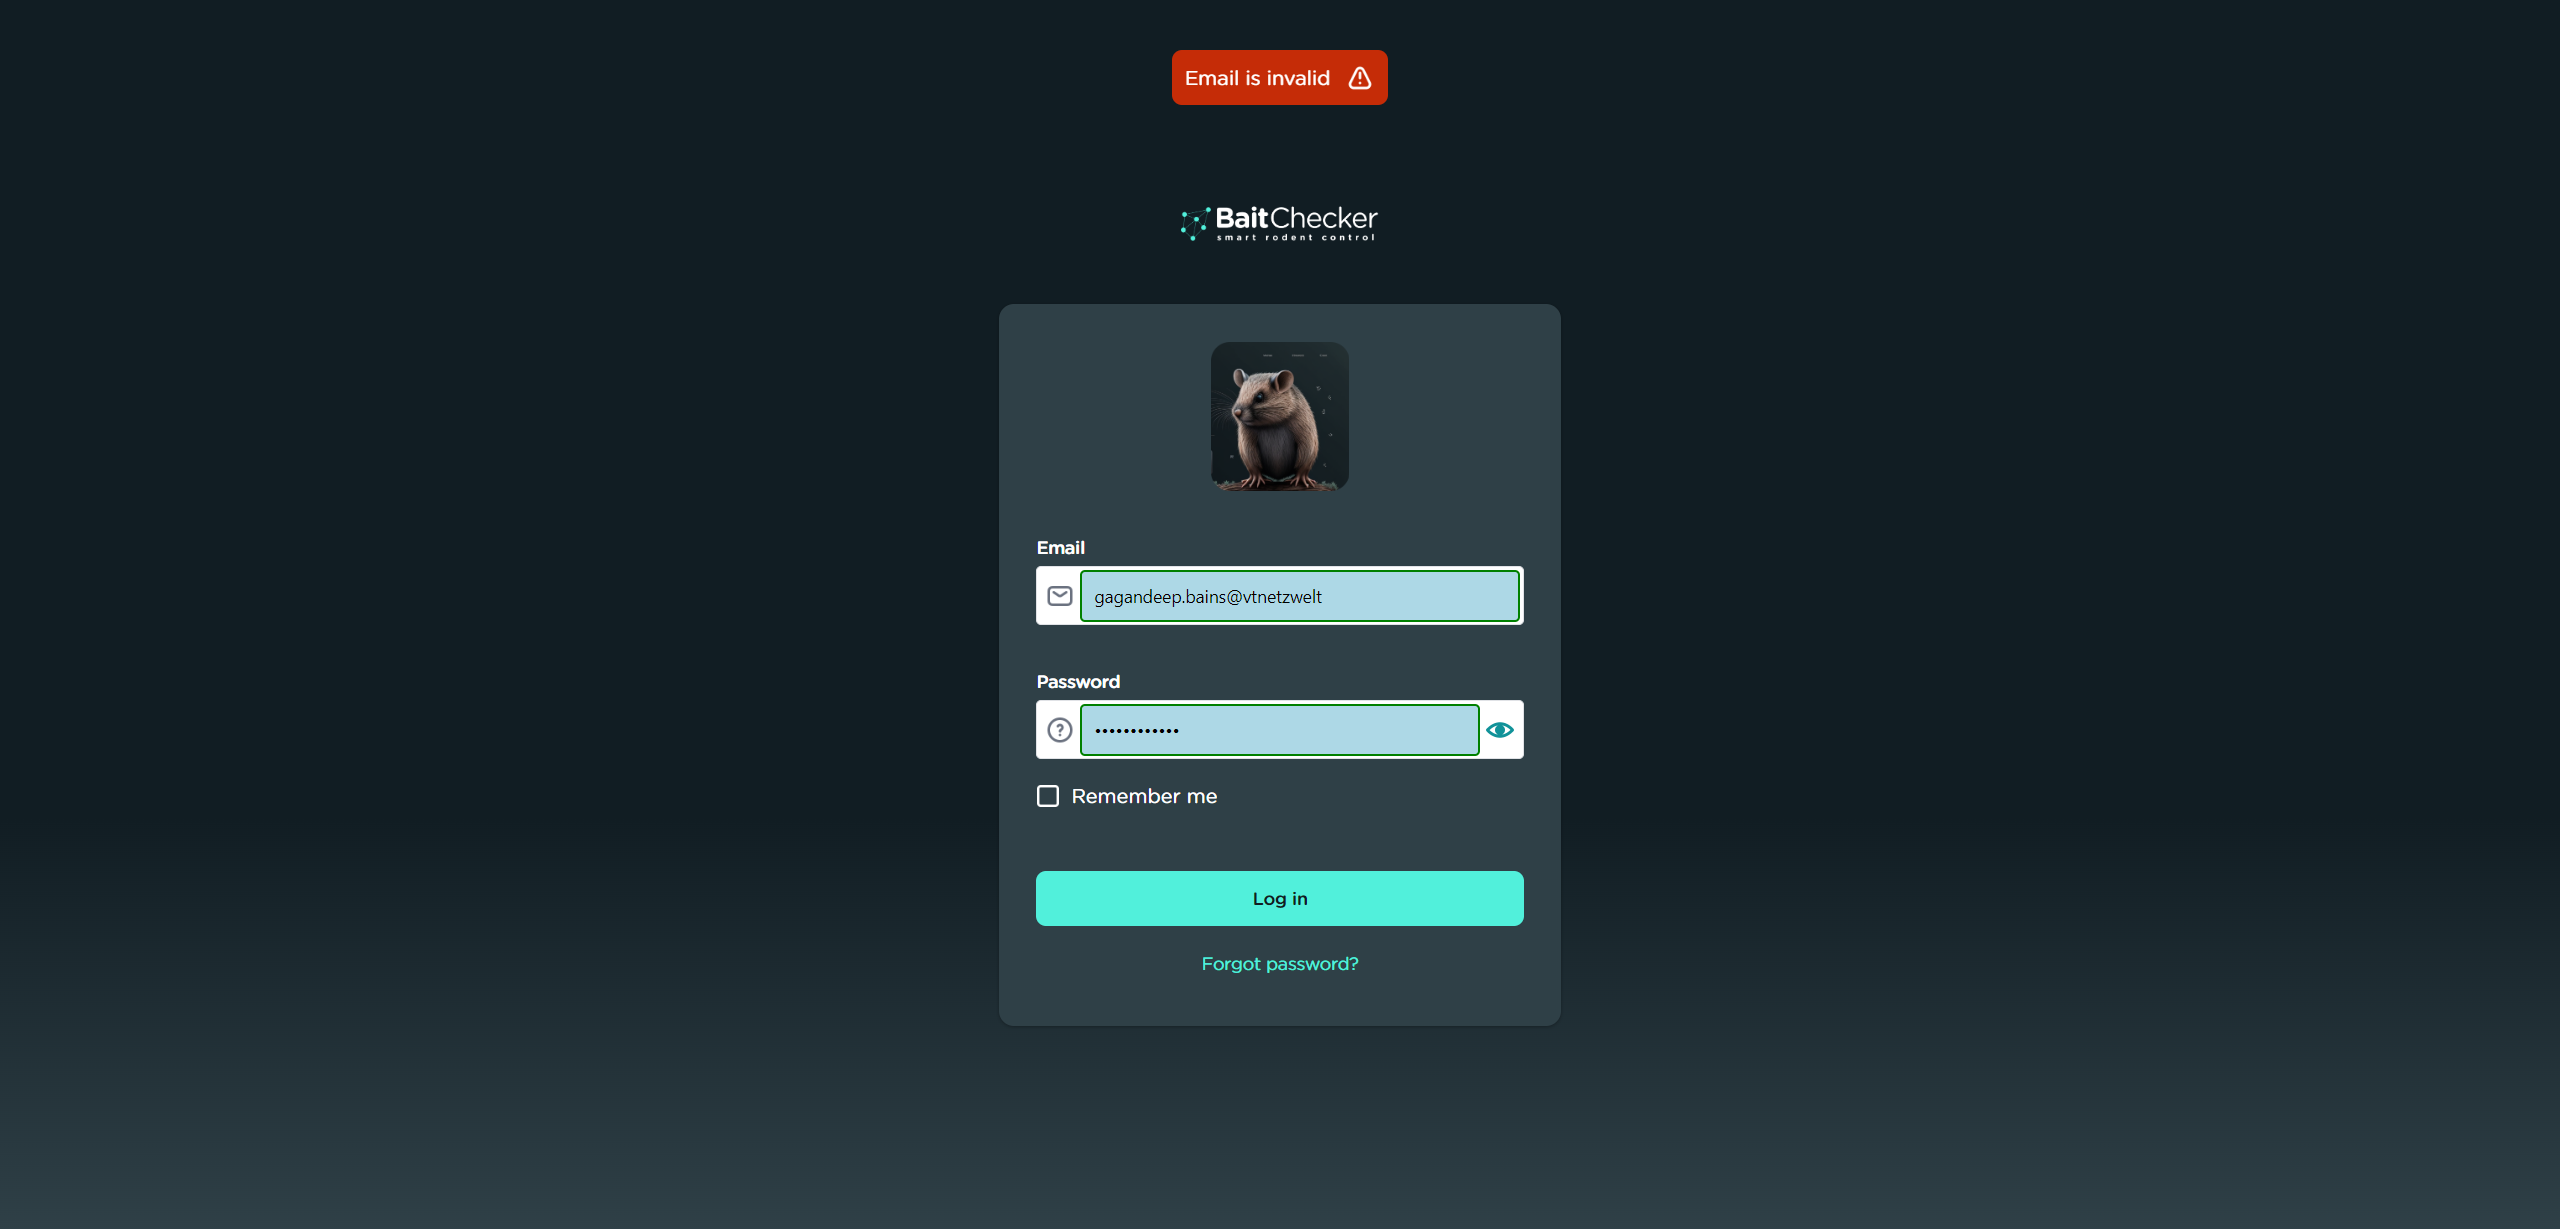 Email is invalid
BaitChecker
smart rodent control
Email
gagandeep.bains@vtnetzwelt
Password
••••••••••••
Remember me
Log in
Forgot password?